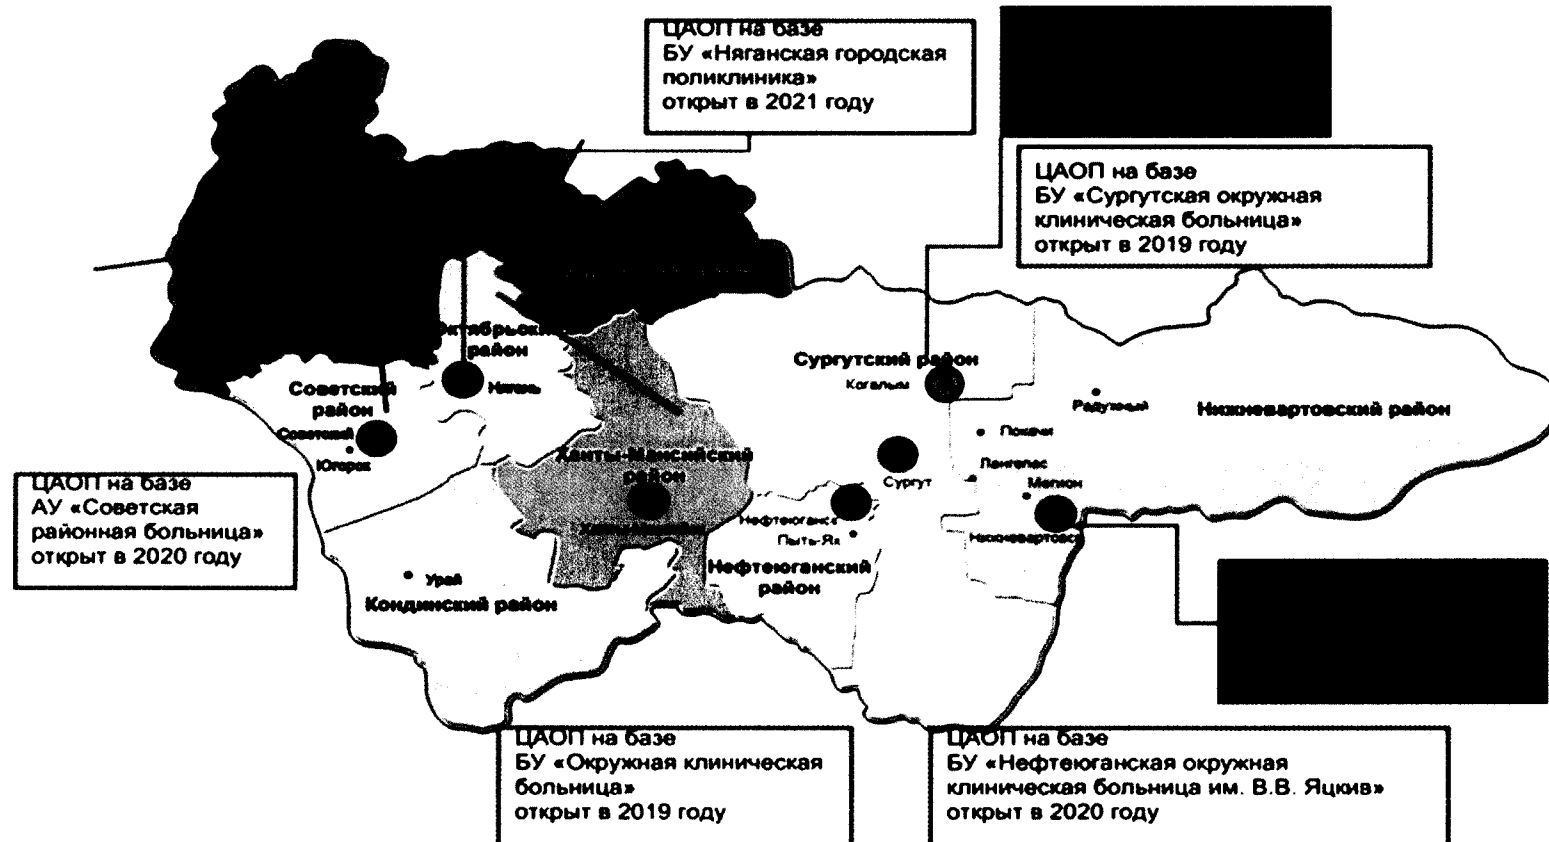 ЦАОП на базе
БУ «Няганская городская
поликлиника»
открыт в 2021 году
ЦАОП на базе
БУ «Сургутская окружная
клиническая больница»
открыт в 2019 году
Октябрьский
район
Сургутский район
Когалым
Советский
район
Нягань
Радужный
Нижневартовский район
Советский
Югорск
Покачи
Ханты-Мансийский
район
Лангепас
Мегион
Сургут
ЦАОП на базе
АУ «Советская
районная больница»
открыт в 2020 году
Нефтеюганск
Пыть-Ях
Нижневартовск
Нефтеюганский
район
Урай
Кондинский район
ЦАОП на базе
БУ «Окружная клиническая
больница»
открыт в 2019 году
ЦАОП на базе
БУ «Нефтеюганская окружная
клиническая больница им. В.В. Яцкив»
открыт в 2020 году